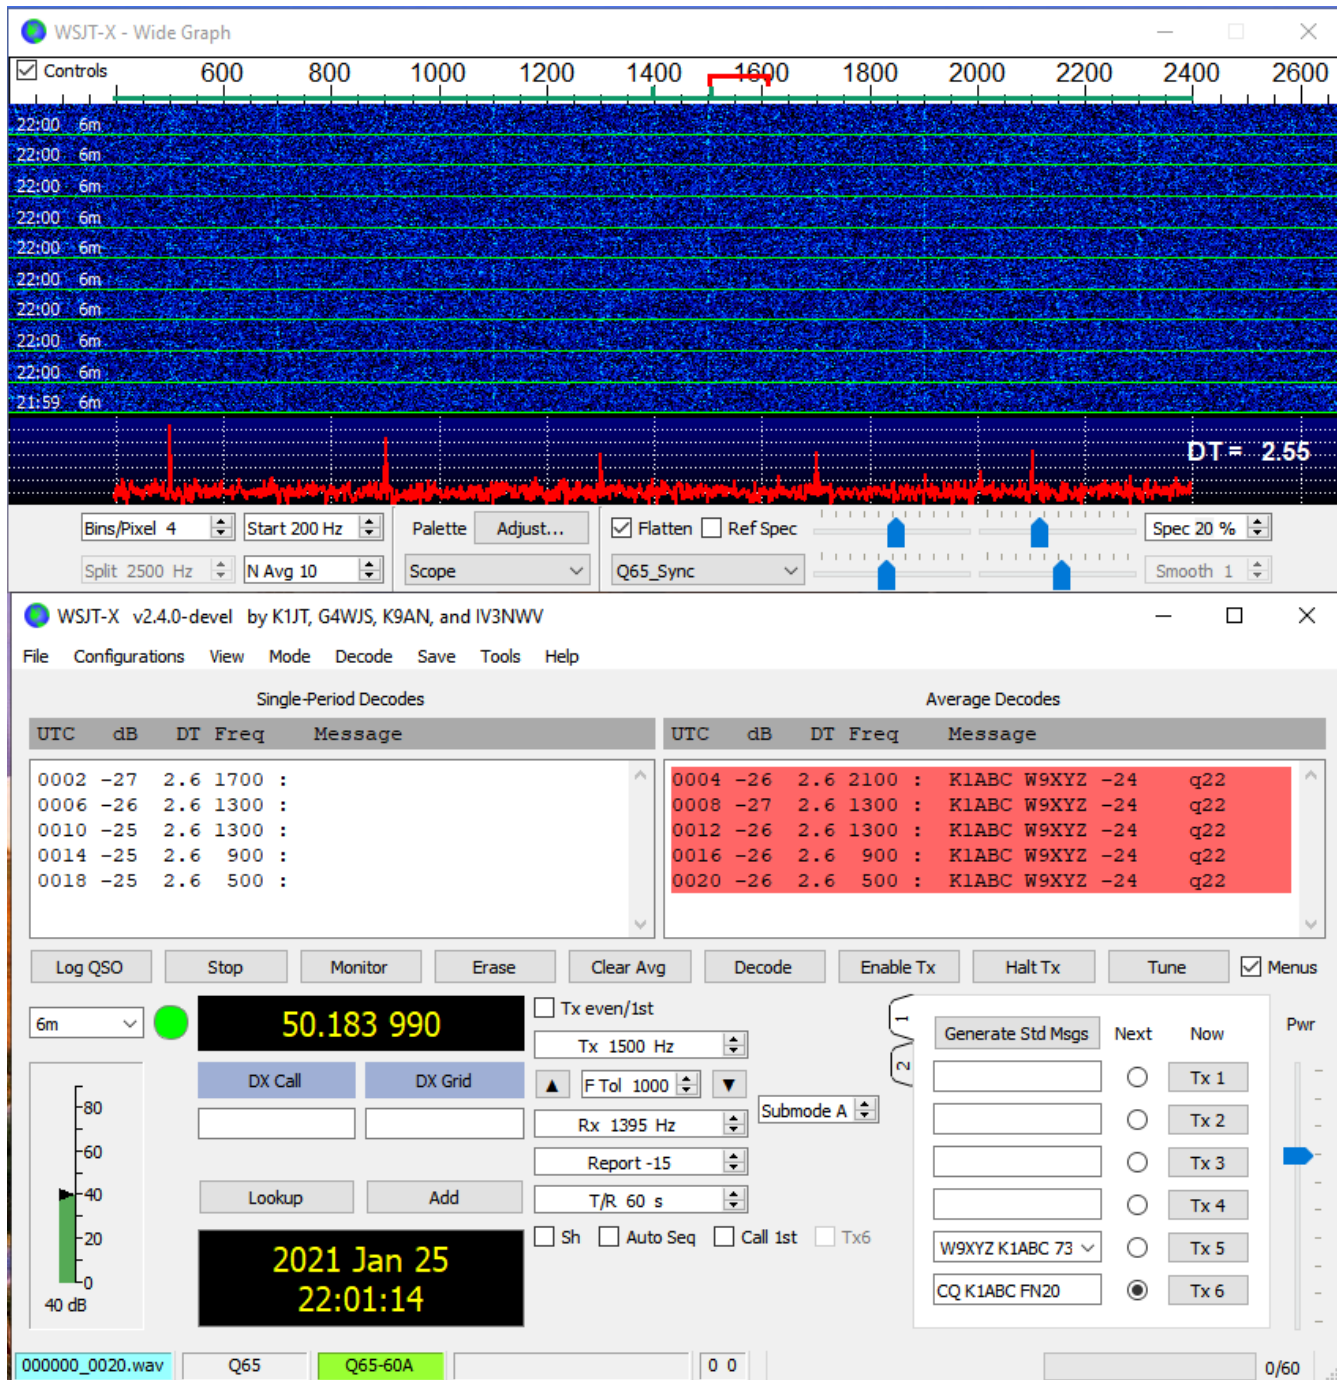 WSJT-X - Wide Graph
Controls 600 800 1000 1200 1400 1600 1800 2000 2200 2400 2600
22:00 6m
22:00 6m
22:00 6m
22:00 6m
22:00 6m
22:00 6m
22:00 6m
22:00 6m
22:00 6m
21:59 6m
DT = 2.55
Bins/Pixel 4 Start 200 Hz Palette Adjust... Flatten Ref Spec Spec 20 %
Split 2500 Hz N Avg 10 Scope Q65_Sync Smooth 1
WSJT-X v2.4.0-devel by K1JT, G4WJS, K9AN, and IV3NWV
File Configurations View Mode Decode Save Tools Help
Single-Period Decodes
UTC dB DT Freq Message
0002 -27 2.6 1700 :
0006 -26 2.6 1300 :
0010 -25 2.6 1300 :
0014 -25 2.6 900 :
0018 -25 2.6 500 :
Average Decodes
UTC dB DT Freq Message
0004 -26 2.6 2100 : K1ABC W9XYZ -24 q22
0008 -27 2.6 1300 : K1ABC W9XYZ -24 q22
0012 -26 2.6 1300 : K1ABC W9XYZ -24 q22
0016 -26 2.6 900 : K1ABC W9XYZ -24 q22
0020 -26 2.6 500 : K1ABC W9XYZ -24 q22
Log QSO Stop Monitor Erase Clear Avg Decode Enable Tx Halt Tx Tune Menus
6m
50.183 990
DX Call DX Grid
Lookup Add
2021 Jan 25
22:01:14
-80
-60
-40
-20
-0
40 dB
Tx even/1st
Tx 1500 Hz
F Tol 1000
Submode A
Rx 1395 Hz
Report -15
T/R 60 s
Sh Auto Seq Call 1st Tx6
1
2
Generate Std Msgs Next Now
Tx 1
Tx 2
Tx 3
Tx 4
W9XYZ K1ABC 73 Tx 5
CQ K1ABC FN20 Tx 6
Pwr
000000_0020.wav Q65 Q65-60A 0 0 0/60